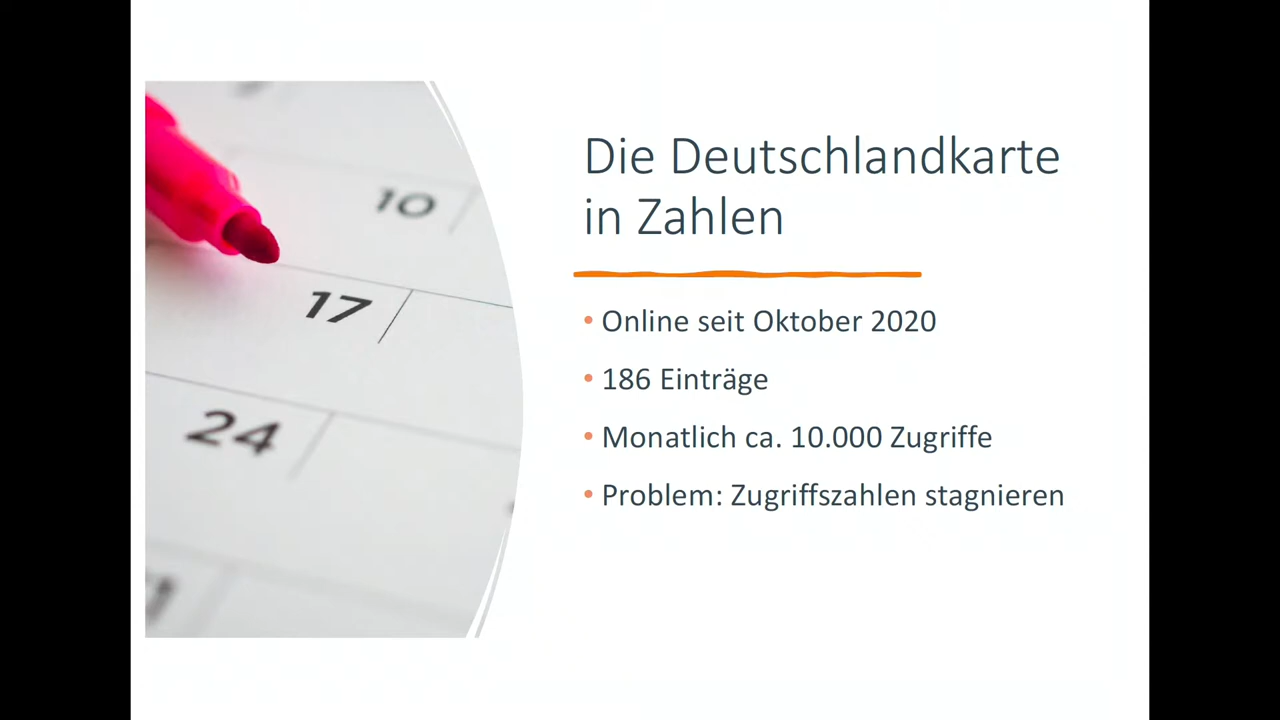 10
17
24
Die Deutschlandkarte
in Zahlen
• Online seit Oktober 2020
• 186 Einträge
• Monatlich ca. 10.000 Zugriffe
• Problem: Zugriffszahlen stagnieren